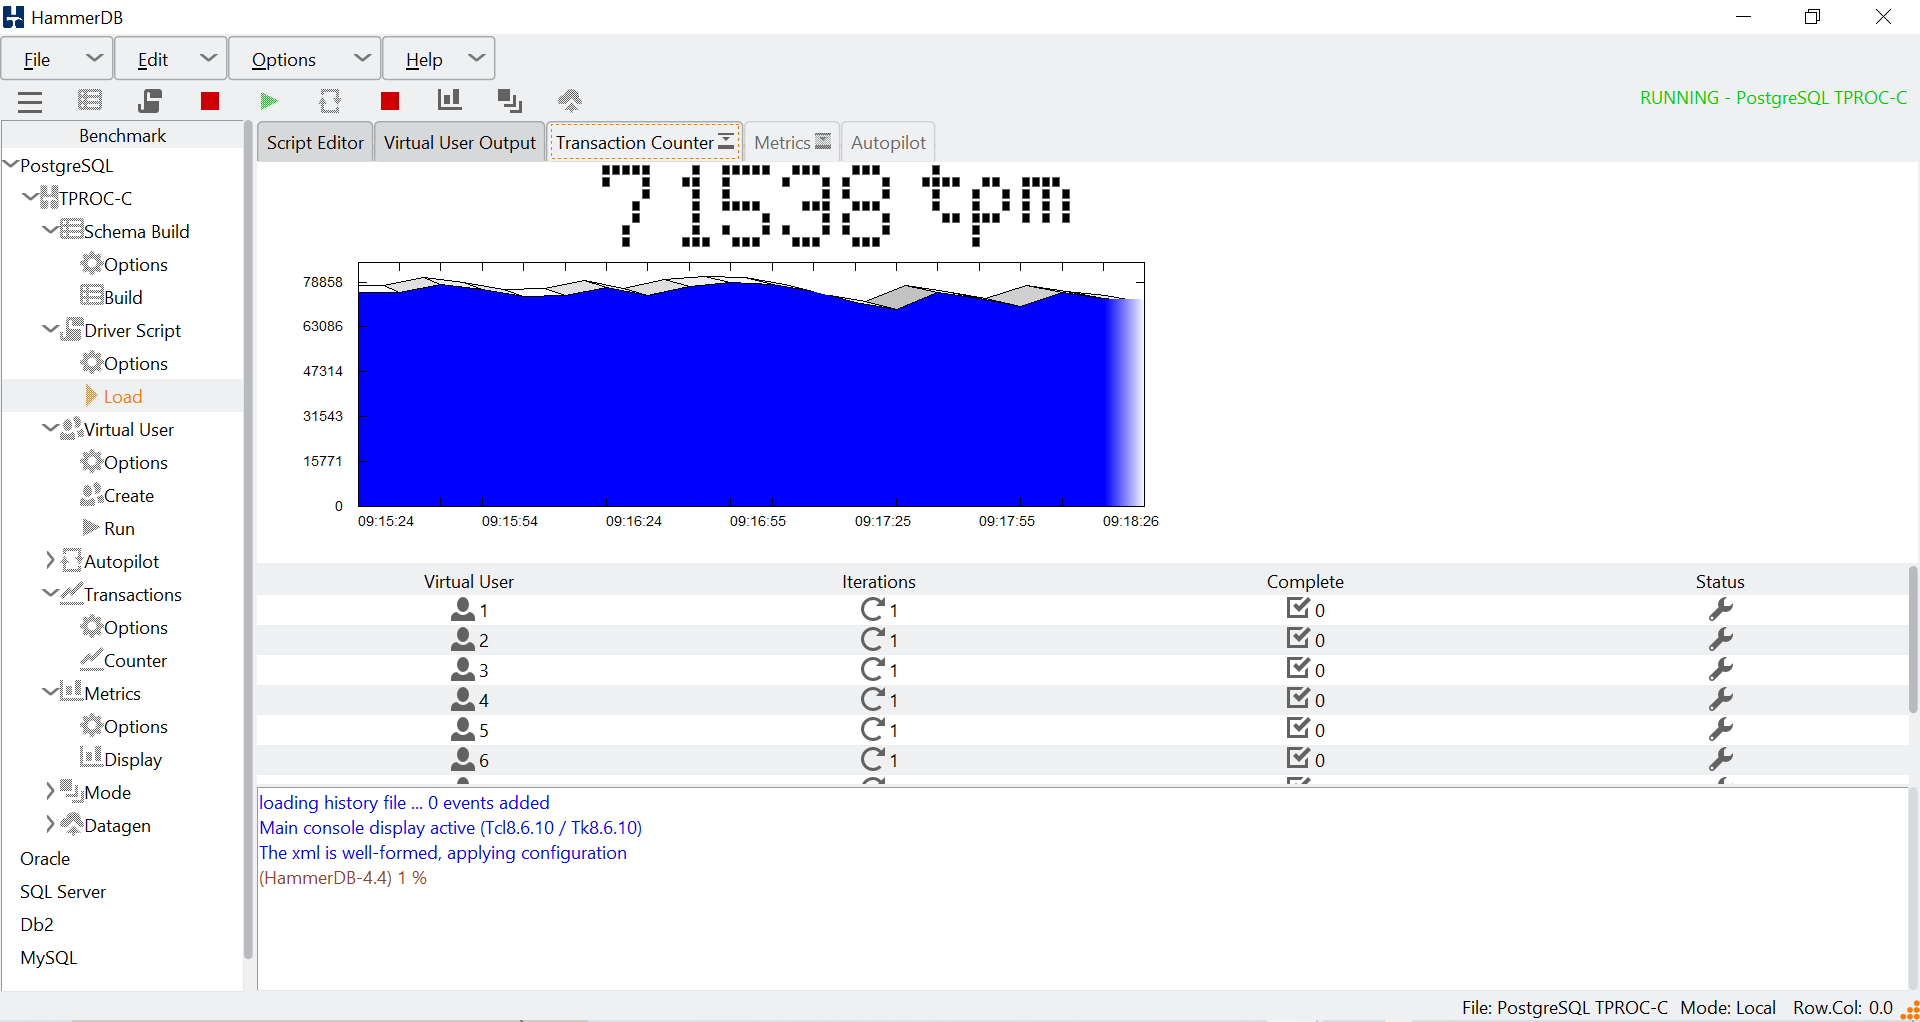 HammerDB
File Edit Options Help
RUNNING - PostgreSQL TPROC-C
Benchmark
PostgreSQL
TPROC-C
Schema Build
Options
Build
Driver Script
Options
Load
Virtual User
Options
Create
Run
Autopilot
Transactions
Options
Counter
Metrics
Options
Display
Mode
Datagen
Oracle
SQL Server
Db2
MySQL
Script Editor Virtual User Output Transaction Counter Metrics Autopilot
71538 tpm
78858
63086
47314
31543
15771
0
09:15:24 09:15:54 09:16:24 09:16:55 09:17:25 09:17:55 09:18:26
Virtual User Iterations Complete Status
1 1 0
2 1 0
3 1 0
4 1 0
5 1 0
6 1 0
loading history file ... 0 events added
Main console display active (Tcl8.6.10 / Tk8.6.10)
The xml is well-formed, applying configuration
(HammerDB-4.4) 1 %
File: PostgreSQL TPROC-C Mode: Local Row.Col: 0.0